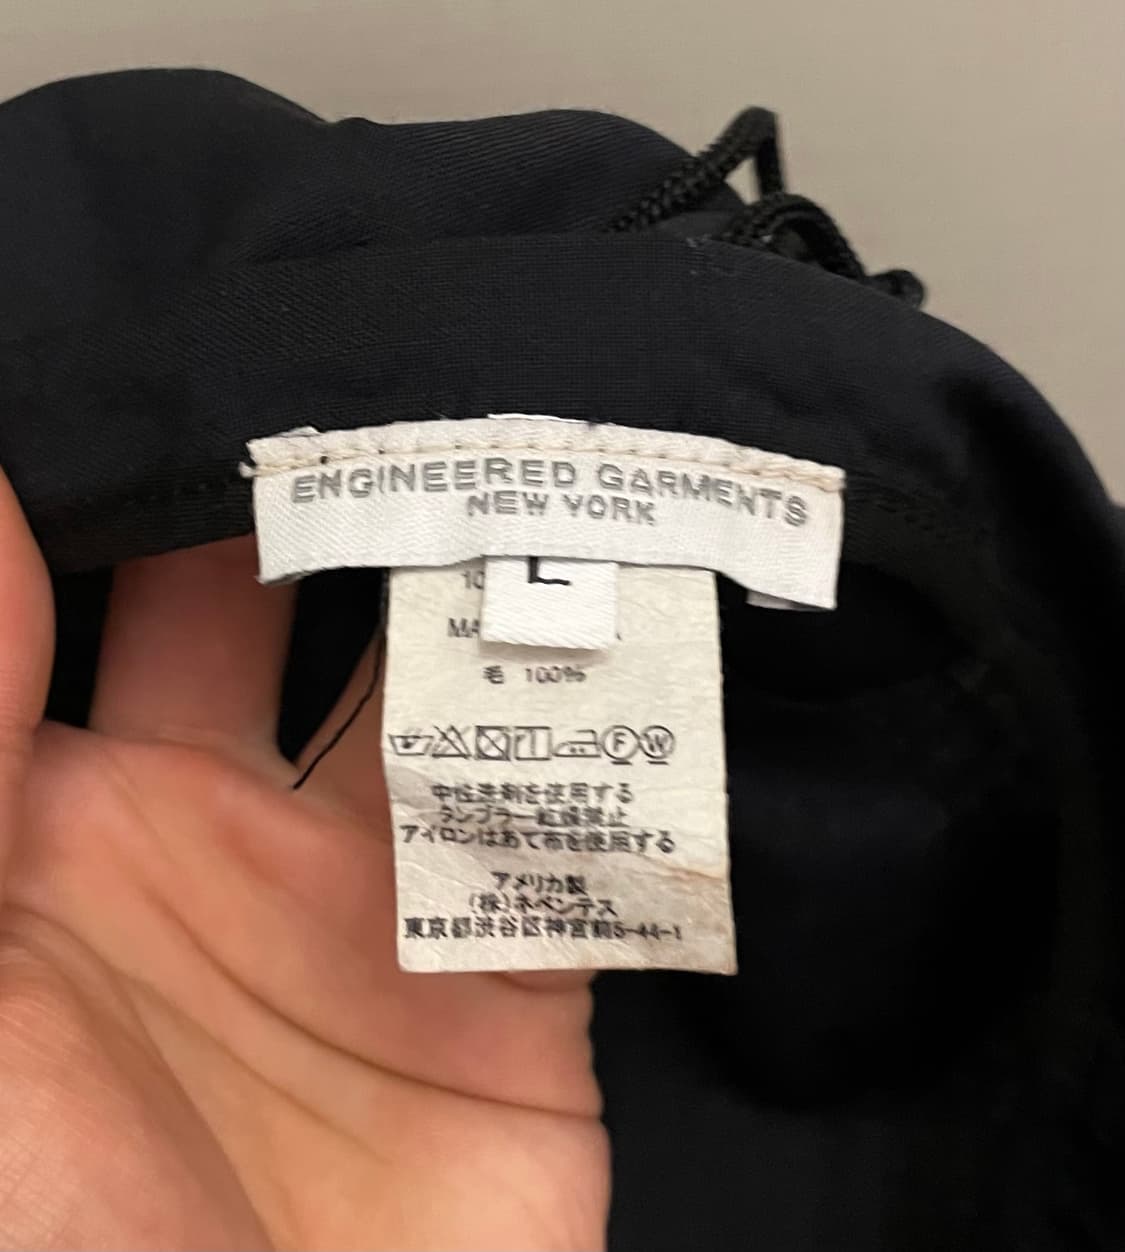 ENGINEERED GARMENTS
NEW YORK
L
10
MA
毛 100%
F W
中性洗剤を使用する
タンブラー乾燥禁止
アイロンはあて布を使用する
アメリカ製
(株)ネペンテス
東京都渋谷区神宮前5-44-1